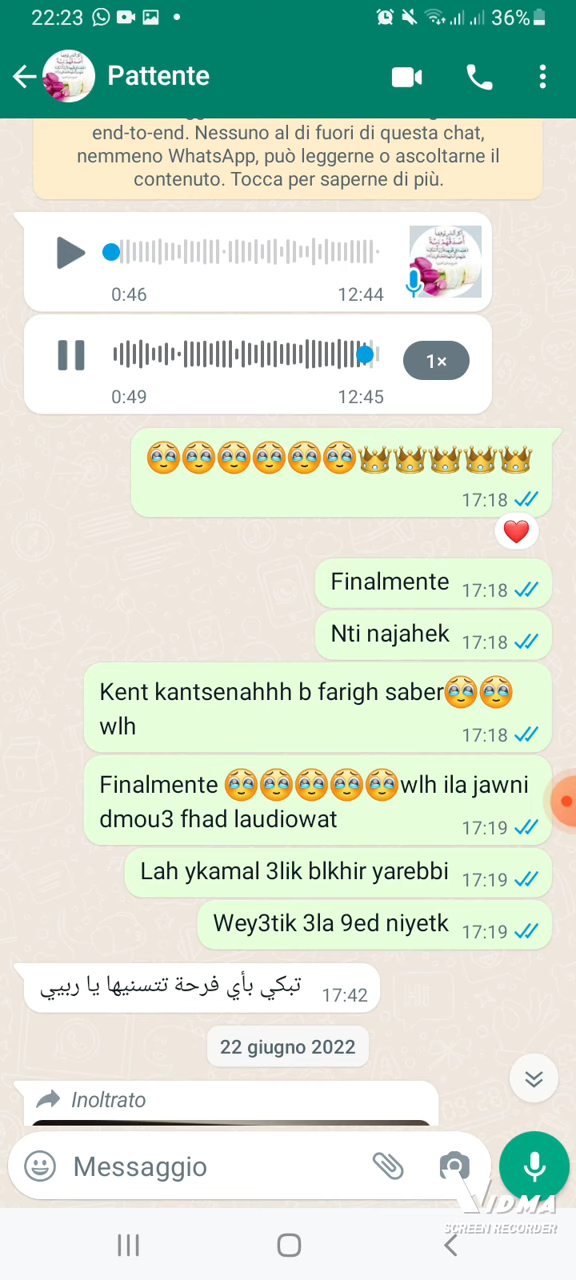 22:23
36%
Pattente
end-to-end. Nessuno al di fuori di questa chat,
nemmeno WhatsApp, può leggerne o ascoltarne il
contenuto. Tocca per saperne di più.
0:46 12:44
1×
0:49 12:45
🥹🥹🥹🥹🥹🥹👑👑👑👑👑
17:18
❤️
Finalmente 17:18
Nti najahek 17:18
Kent kantsenahhh b farigh saber🥹🥹
wlh 17:18
Finalmente 🥹🥹🥹🥹🥹wlh ila jawni
dmou3 fhad laudiowat 17:19
Lah ykamal 3lik blkhir yarebbi 17:19
Wey3tik 3la 9ed niyetk 17:19
تبكي بأي فرحة تتسنيها يا ربيي 17:42
22 giugno 2022
Inoltrato
Messaggio
VIDMA
SCREEN RECORDER